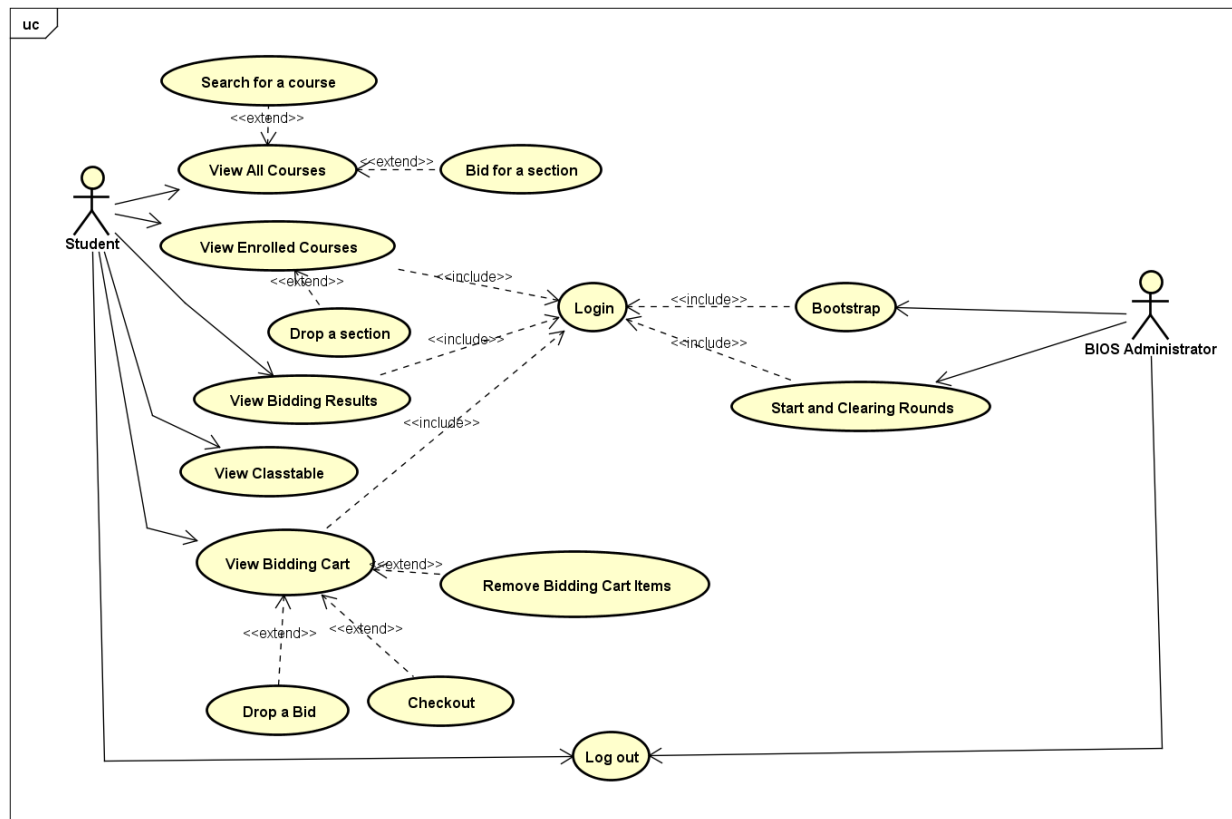 uc
Search for a course
<<extend>>
View All Courses
<<extend>>
Bid for a section
Student
View Enrolled Courses
<<include>>
<<extend>>
Drop a section
Login
<<include>>
Bootstrap
BIOS Administrator
<<include>>
<<include>>
View Bidding Results
Start and Clearing Rounds
<<include>>
View Classtable
View Bidding Cart
<<extend>>
Remove Bidding Cart Items
<<extend>>
<<extend>>
Drop a Bid
Checkout
Log out